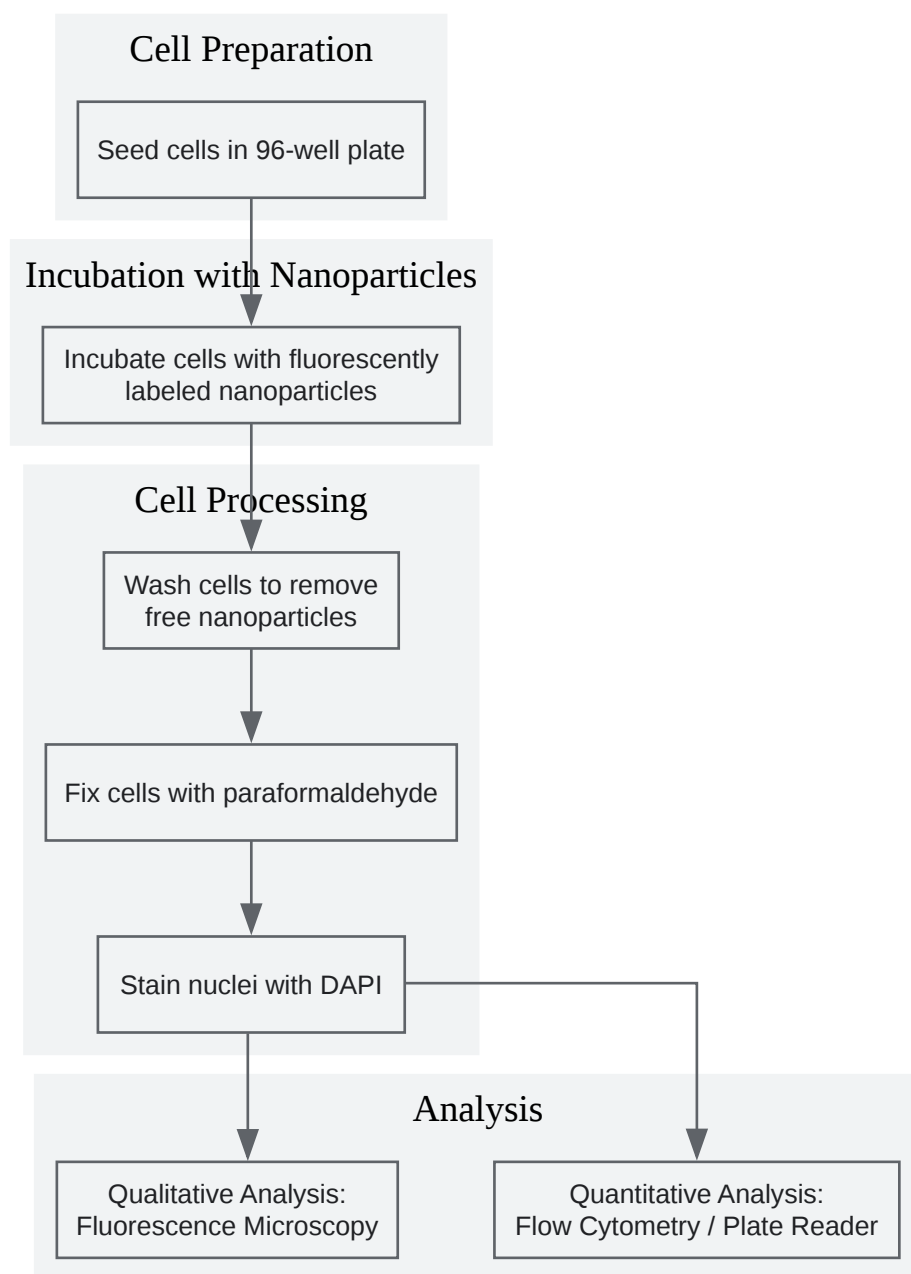 Cell Preparation
Seed cells in 96-well plate
Incubation with Nanoparticles
Incubate cells with fluorescently
labeled nanoparticles
Cell Processing
Wash cells to remove
free nanoparticles
Fix cells with paraformaldehyde
Stain nuclei with DAPI
Analysis
Qualitative Analysis:
Fluorescence Microscopy
Quantitative Analysis:
Flow Cytometry / Plate Reader